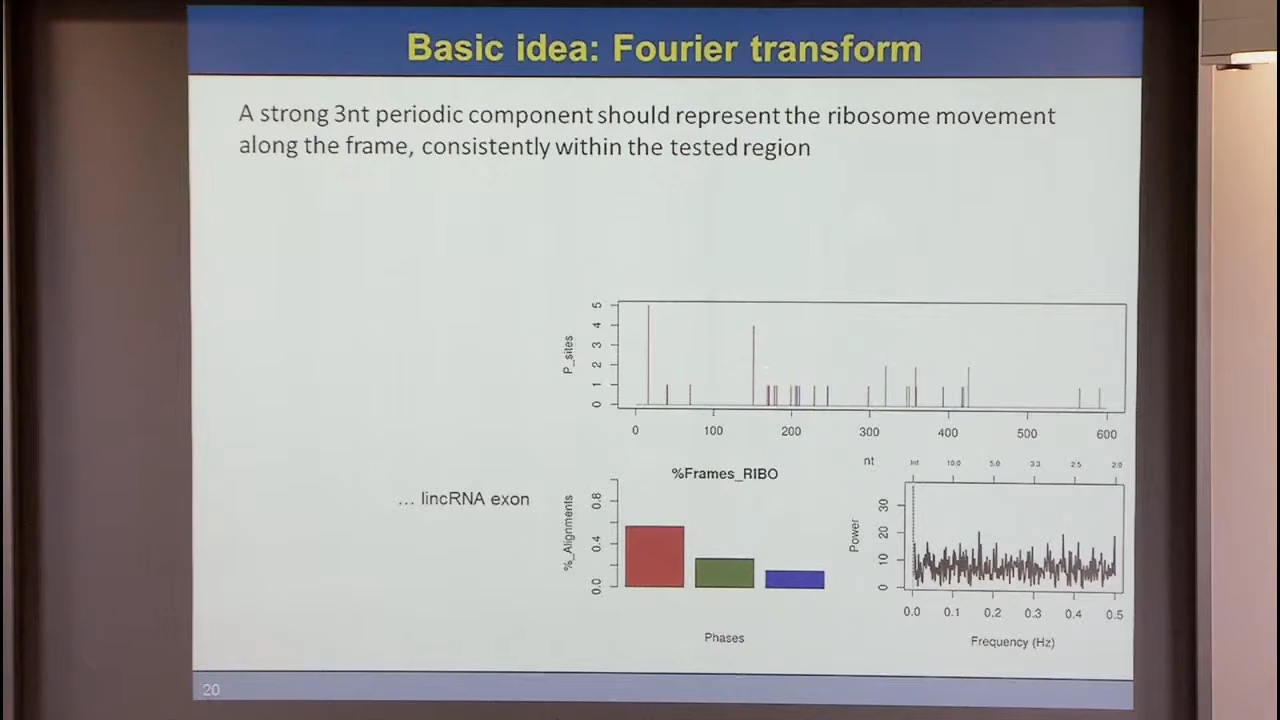 Basic idea: Fourier transform
A strong 3nt periodic component should represent the ribosome movement
along the frame, consistently within the tested region
P_sites
0 1 2 3 4 5
0 100 200 300 400 500 600
nt
... lincRNA exon
%Frames_RIBO
%_Alignments
0.0 0.4 0.8
Phases
Inf 10.0 5.0 3.3 2.5 2.0
Power
0 10 20 30
0.0 0.1 0.2 0.3 0.4 0.5
Frequency (Hz)
20